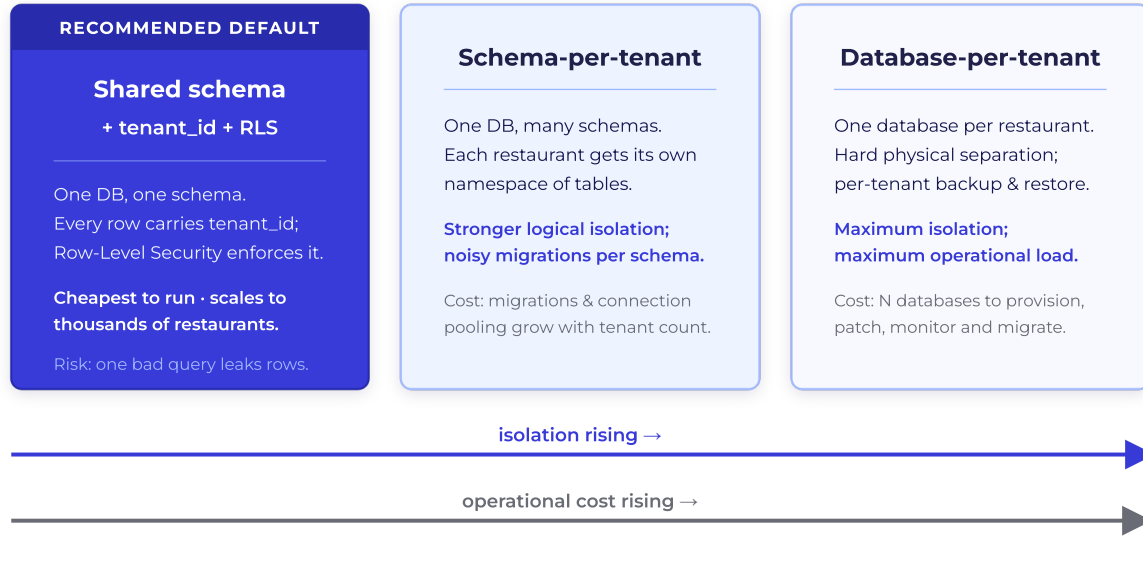 RECOMMENDED DEFAULT
Shared schema
+ tenant_id + RLS
One DB, one schema.
Every row carries tenant_id;
Row-Level Security enforces it.
Cheapest to run · scales to
thousands of restaurants.
Risk: one bad query leaks rows.
Schema-per-tenant
One DB, many schemas.
Each restaurant gets its own
namespace of tables.
Stronger logical isolation;
noisy migrations per schema.
Cost: migrations & connection
pooling grow with tenant count.
Database-per-tenant
One database per restaurant.
Hard physical separation;
per-tenant backup & restore.
Maximum isolation;
maximum operational load.
Cost: N databases to provision,
patch, monitor and migrate.
isolation rising →
operational cost rising →